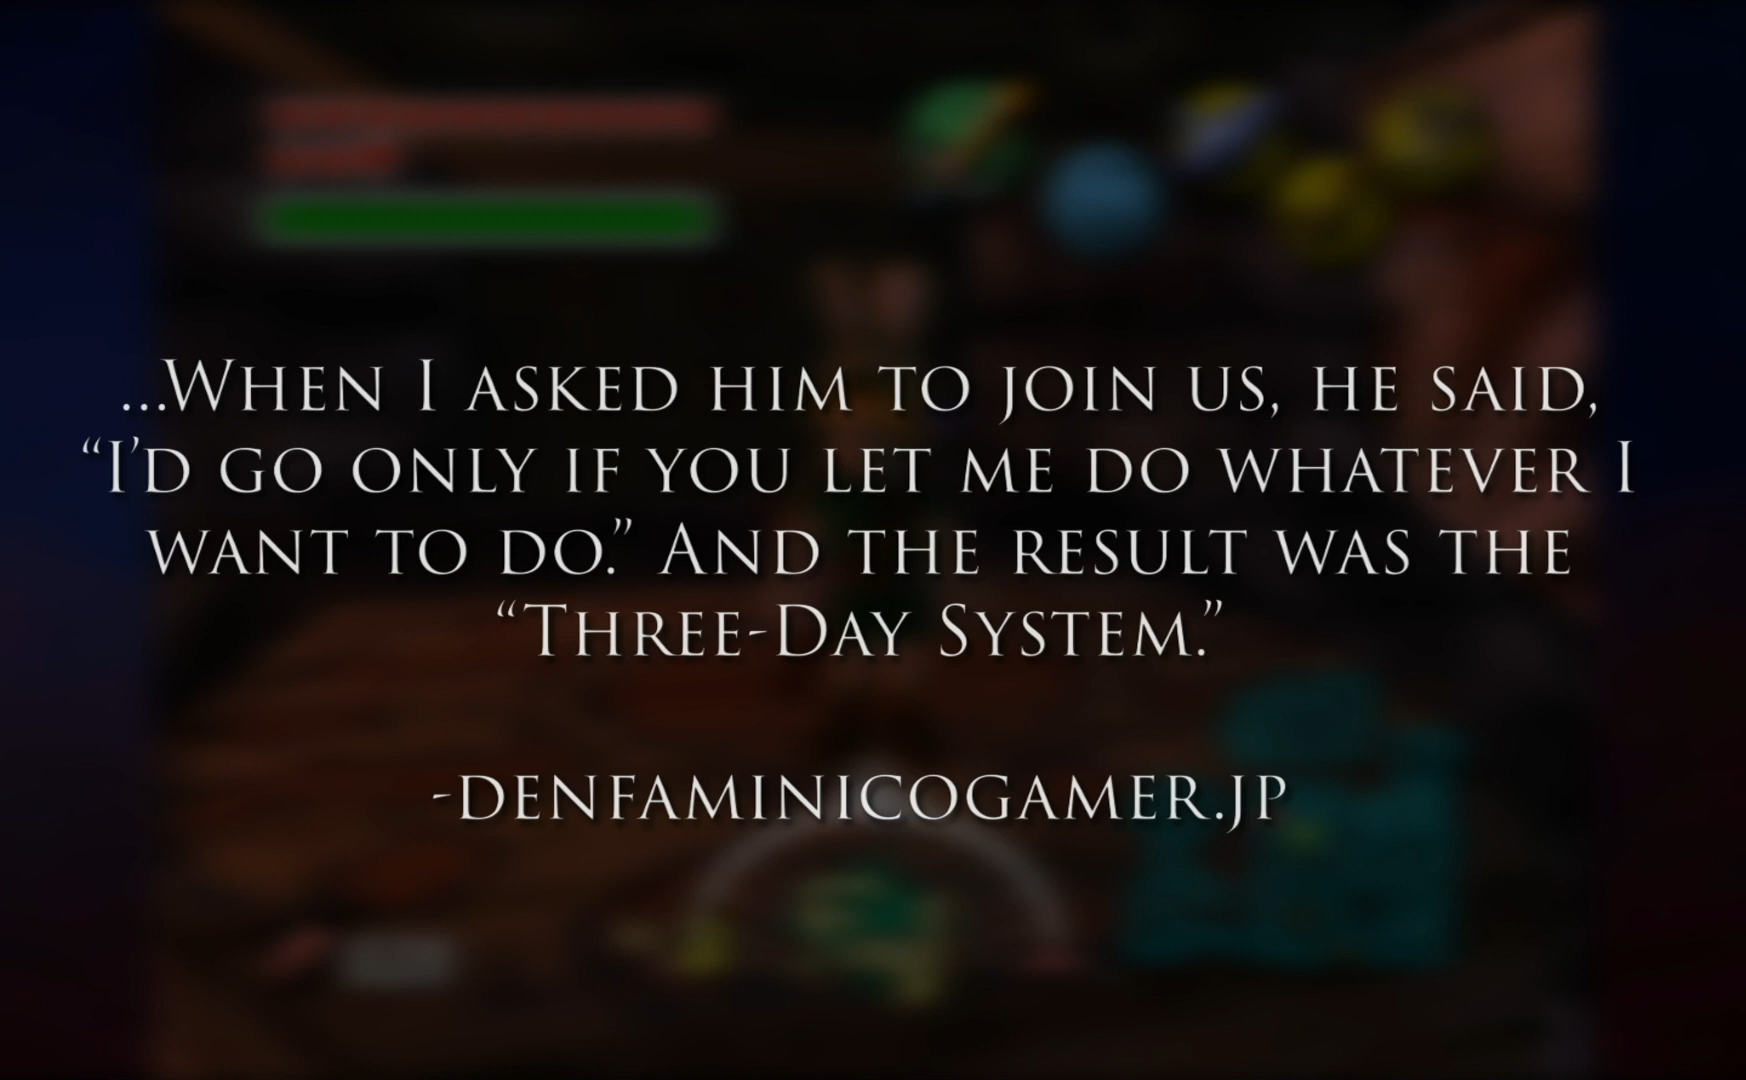 ...When I asked him to join us, he said,
“I’d go only if you let me do whatever I
want to do.” And the result was the
“Three-Day System.”
-denfaminicogamer.jp